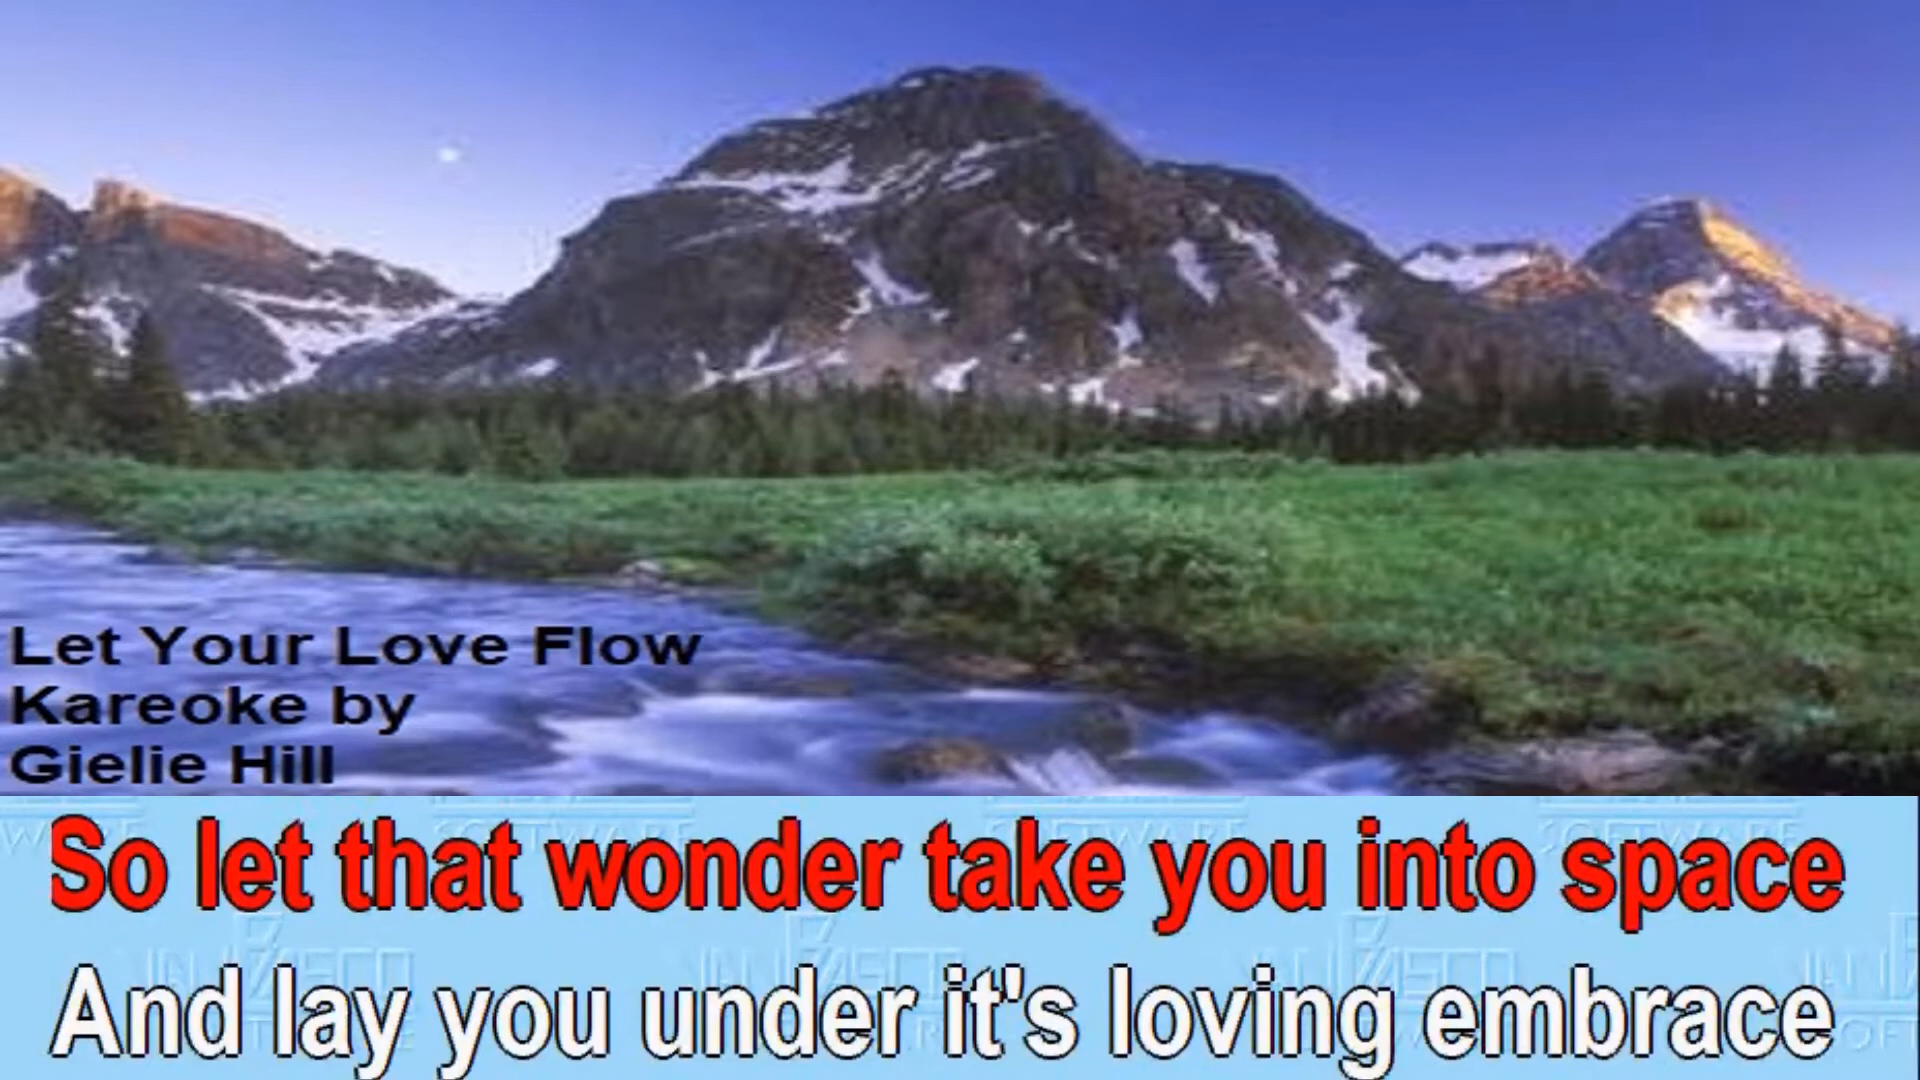 Let Your Love Flow
Kareoke by
Gielie Hill
So let that wonder take you into space
And lay you under it's loving embrace